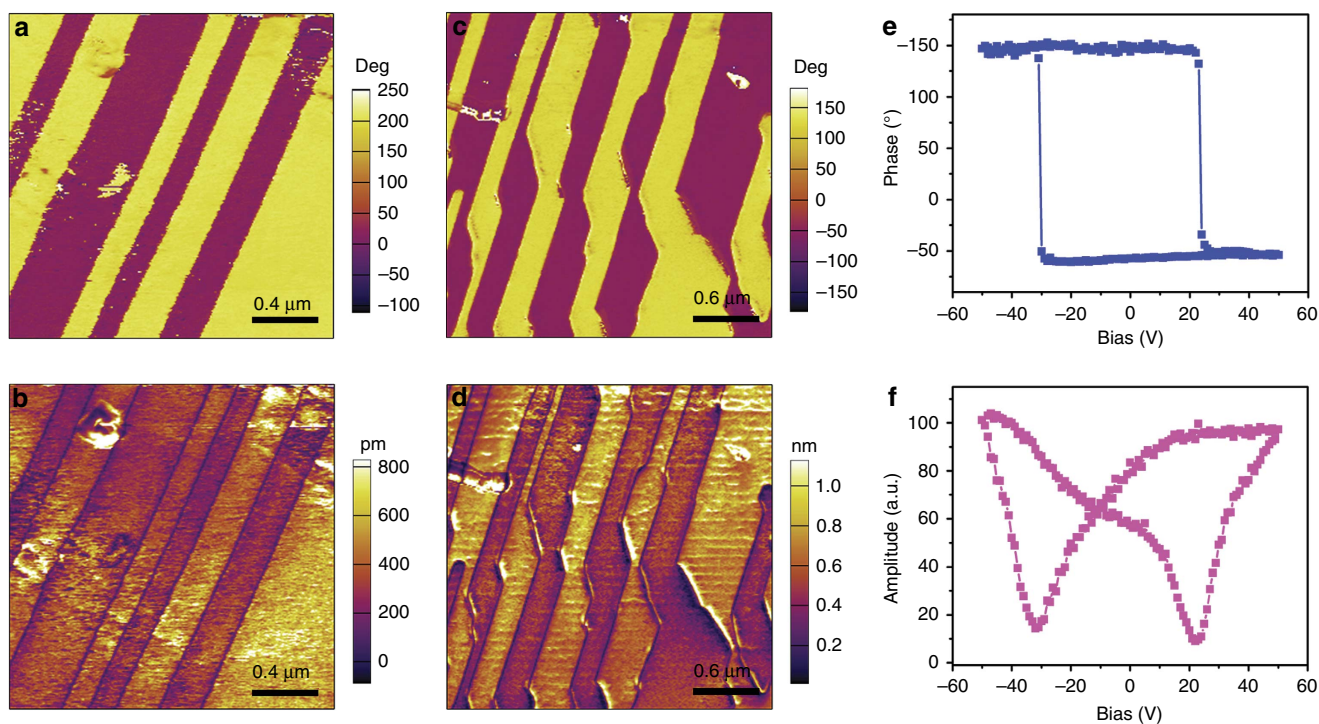 a
Deg
250
200
150
100
50
0
−50
−100
0.4 μm
c
Deg
150
100
50
0
−50
−100
−150
0.6 μm
e
Phase (°)
−150
−100
50
0
−50
−60
−40
−20
0
20
40
60
Bias (V)
b
pm
800
600
400
200
0
0.4 μm
d
nm
1.0
0.8
0.6
0.4
0.2
0.6 μm
f
Amplitude (a.u.)
100
80
60
40
20
0
−60
−40
−20
0
20
40
60
Bias (V)